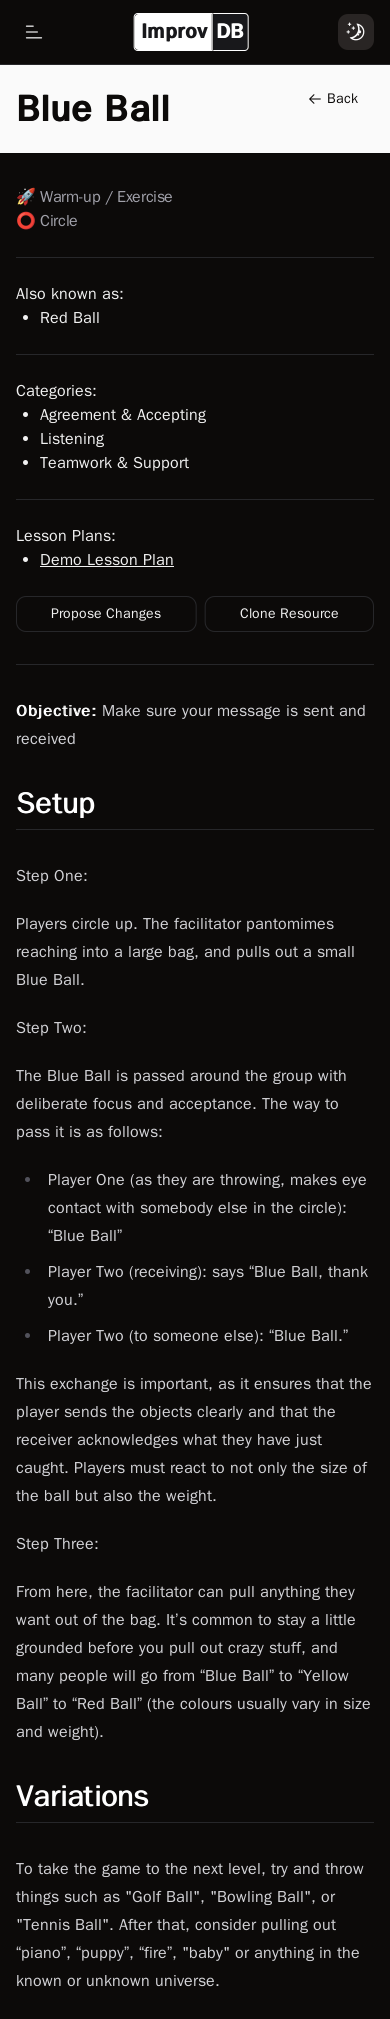 Improv DB
Blue Ball
← Back
🚀 Warm-up / Exercise
⭕ Circle
Also known as:
• Red Ball
Categories:
• Agreement & Accepting
• Listening
• Teamwork & Support
Lesson Plans:
• Demo Lesson Plan
Propose Changes
Clone Resource
Objective: Make sure your message is sent and
received
Setup
Step One:
Players circle up. The facilitator pantomimes
reaching into a large bag, and pulls out a small
Blue Ball.
Step Two:
The Blue Ball is passed around the group with
deliberate focus and acceptance. The way to
pass it is as follows:
• Player One (as they are throwing, makes eye
contact with somebody else in the circle):
“Blue Ball”
• Player Two (receiving): says “Blue Ball, thank
you.”
• Player Two (to someone else): “Blue Ball.”
This exchange is important, as it ensures that the
player sends the objects clearly and that the
receiver acknowledges what they have just
caught. Players must react to not only the size of
the ball but also the weight.
Step Three:
From here, the facilitator can pull anything they
want out of the bag. It’s common to stay a little
grounded before you pull out crazy stuff, and
many people will go from “Blue Ball” to “Yellow
Ball” to “Red Ball” (the colours usually vary in size
and weight).
Variations
To take the game to the next level, try and throw
things such as "Golf Ball", "Bowling Ball", or
"Tennis Ball". After that, consider pulling out
“piano”, “puppy”, “fire”, "baby" or anything in the
known or unknown universe.